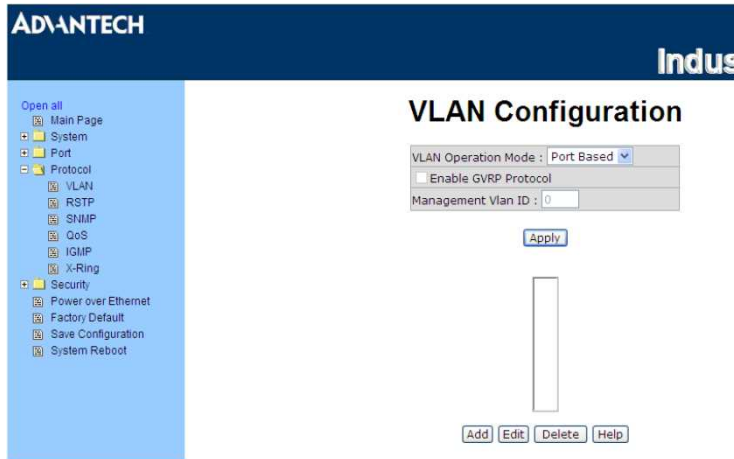 ADVANTECH
Indus
Open all
Main Page
System
Port
Protocol
VLAN
RSTP
SNMP
QoS
IGMP
X-Ring
Security
Power over Ethernet
Factory Default
Save Configuration
System Reboot
VLAN Configuration
VLAN Operation Mode : Port Based
Enable GVRP Protocol
Management Vlan ID : 0
Apply
Add Edit Delete Help